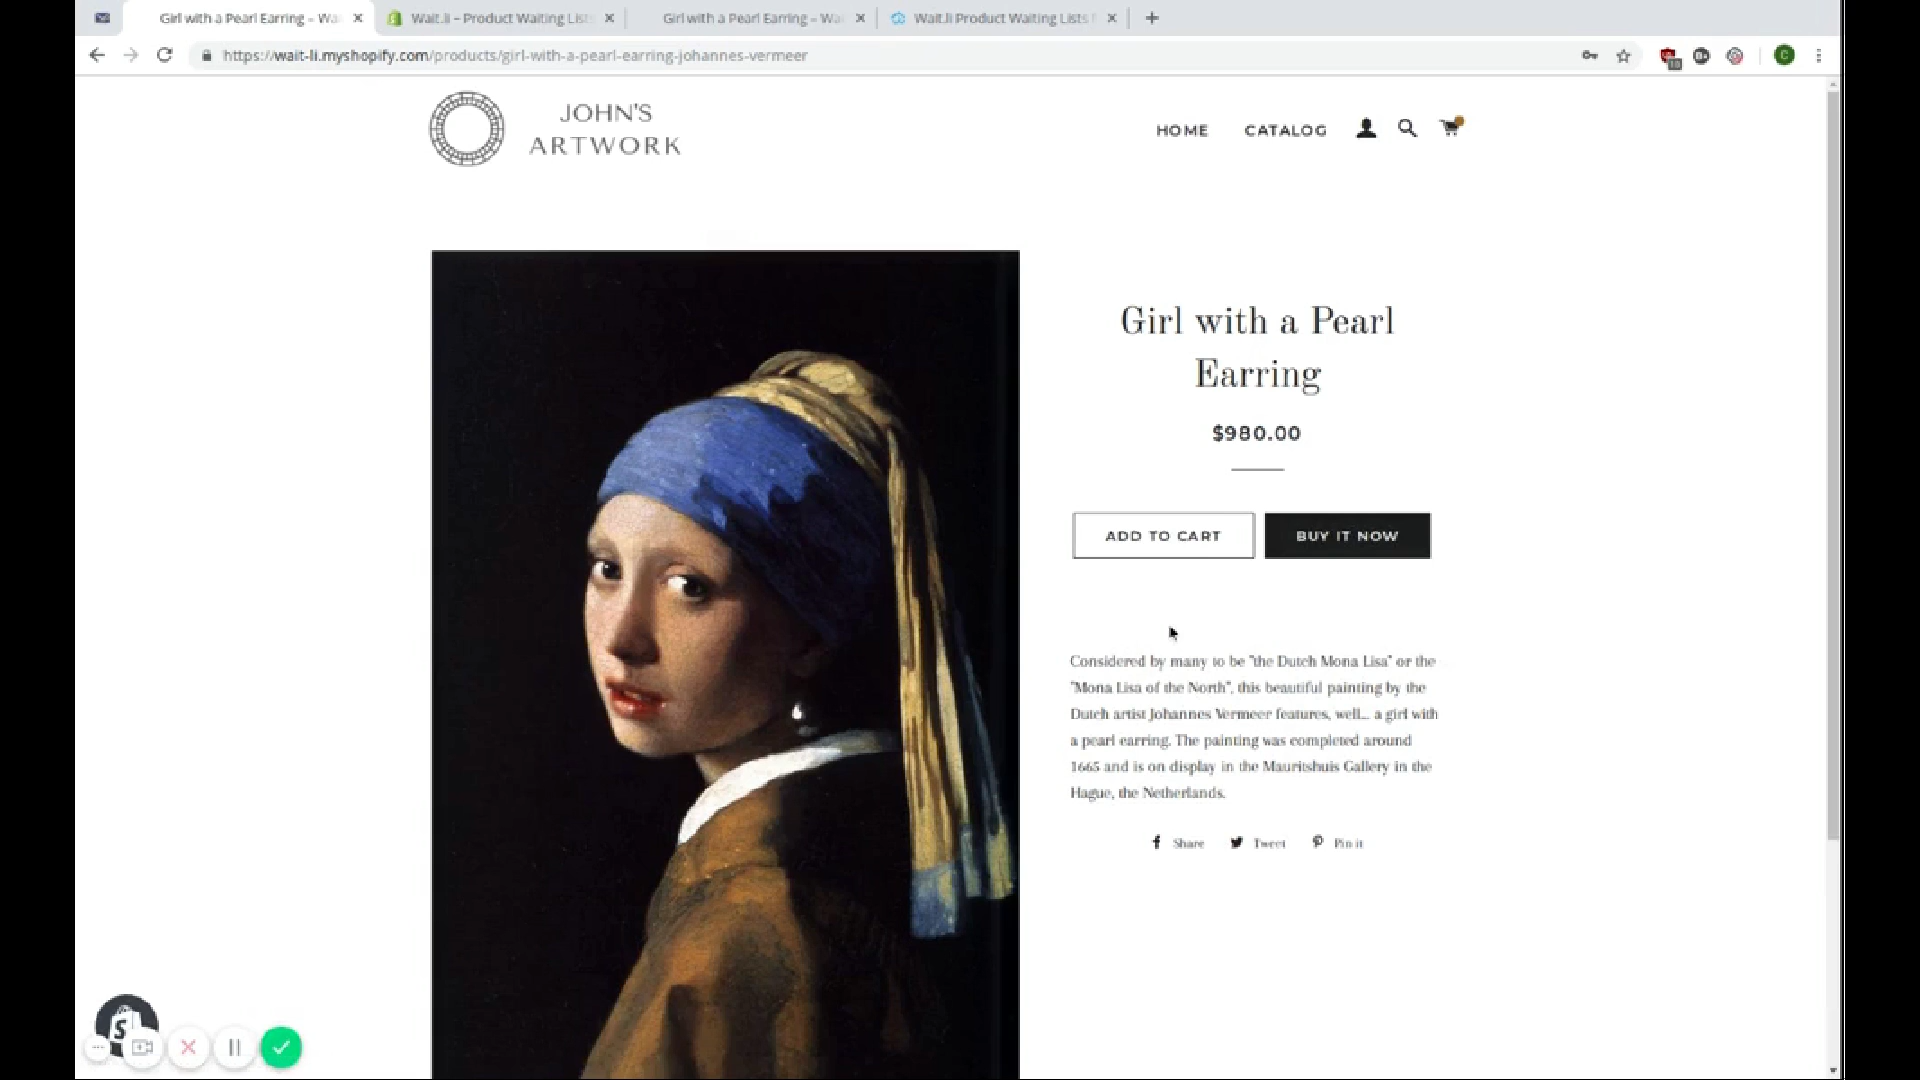 Girl with a Pearl Earring – Wa
Wait.li – Product Waiting Lists
Girl with a Pearl Earring – Wa
Wait.li Product Waiting Lists
https://wait-li.myshopify.com/products/girl-with-a-pearl-earring-johannes-vermeer
C
JOHN'S
ARTWORK
HOME
CATALOG
Girl with a Pearl
Earring
$980.00
ADD TO CART
BUY IT NOW
Considered by many to be "the Dutch Mona Lisa" or the
"Mona Lisa of the North", this beautiful painting by the
Dutch artist Johannes Vermeer features, well... a girl with
a pearl earring. The painting was completed around
1665 and is on display in the Mauritshuis Gallery in the
Hague, the Netherlands.
Share
Tweet
Pin it